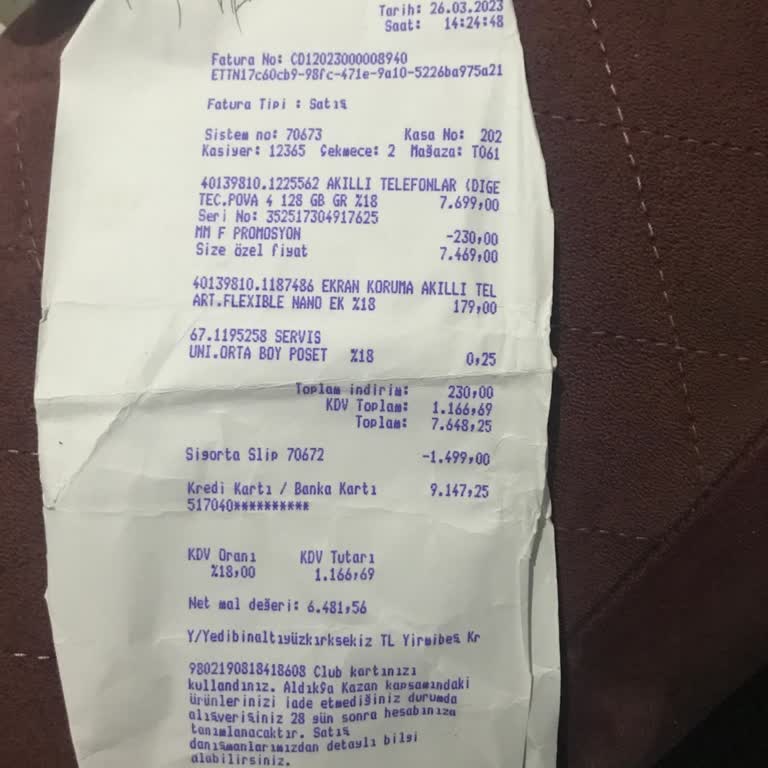 Tarih: 26.03.2023
Saat: 14:24:48
Fatura No: CD12023000008940
ETTN17c60cb9-98fc-471e-9a10-5226ba975a21
Fatura Tipi : Satış
Sistem no: 70673 Kasa No: 202
Kasiyer: 12365 Çekmece: 2 Mağaza: T061
40139810.1225562 AKILLI TELEFONLAR (DIGE
TEC.POVA 4 128 GB GR %18 7.699,00
Seri No: 352517304917625
MM F PROMOSYON -230,00
Size özel fiyat 7.469,00
40139810.1187486 EKRAN KORUMA AKILLI TEL
ART.FLEXIBLE NANO EK %18 179,00
67.1195258 SERVIS
UNI.ORTA BOY POSET %18 0,25
Toplam indirim: 230,00
KDV Toplam: 1.166,69
Toplam: 7.648,25
Sigorta Slip 70672 -1.499,00
Kredi Kartı / Banka Kartı 9.147,25
517040**********
KDV Oranı KDV Tutarı
%18,00 1.166,69
Net mal değeri: 6.481,56
Y/Yedibinaltıyüzkırksekiz TL Yirmibeş Kr
9802190818418608 Club kartınızı
kullandınız. Aldıkça Kazan kapsamındaki
ürünlerinizi iade etmediğiniz durumda
alışverişiniz 28 gün sonra hesabınıza
tanımlanacaktır. Satış
danışmanlarımızdan detaylı bilgi
alabilirsiniz.